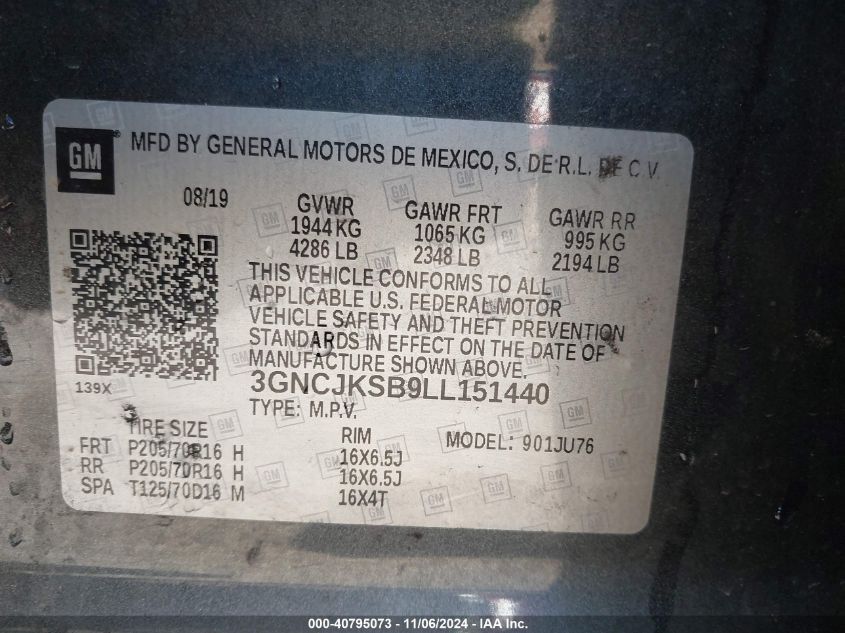 GM
MFD BY GENERAL MOTORS DE MEXICO, S. DE R.L. DE C.V.
08/19
GVWR
1944 KG
4286 LB
GAWR FRT
1065 KG
2348 LB
GAWR RR
995 KG
2194 LB
THIS VEHICLE CONFORMS TO ALL
APPLICABLE U.S. FEDERAL MOTOR
VEHICLE SAFETY AND THEFT PREVENTION
STANDARDS IN EFFECT ON THE DATE OF
MANUFACTURE SHOWN ABOVE.
139X
3GNCJKSB9LL151440
TYPE: M.P.V.
MODEL: 901JU76
TIRE SIZE
FRT P205/70R16 H
RR P205/70R16 H
SPA T125/70D16 M
RIM
16X6.5J
16X6.5J
16X4T
000-40795073 - 11/06/2024 - IAA Inc.